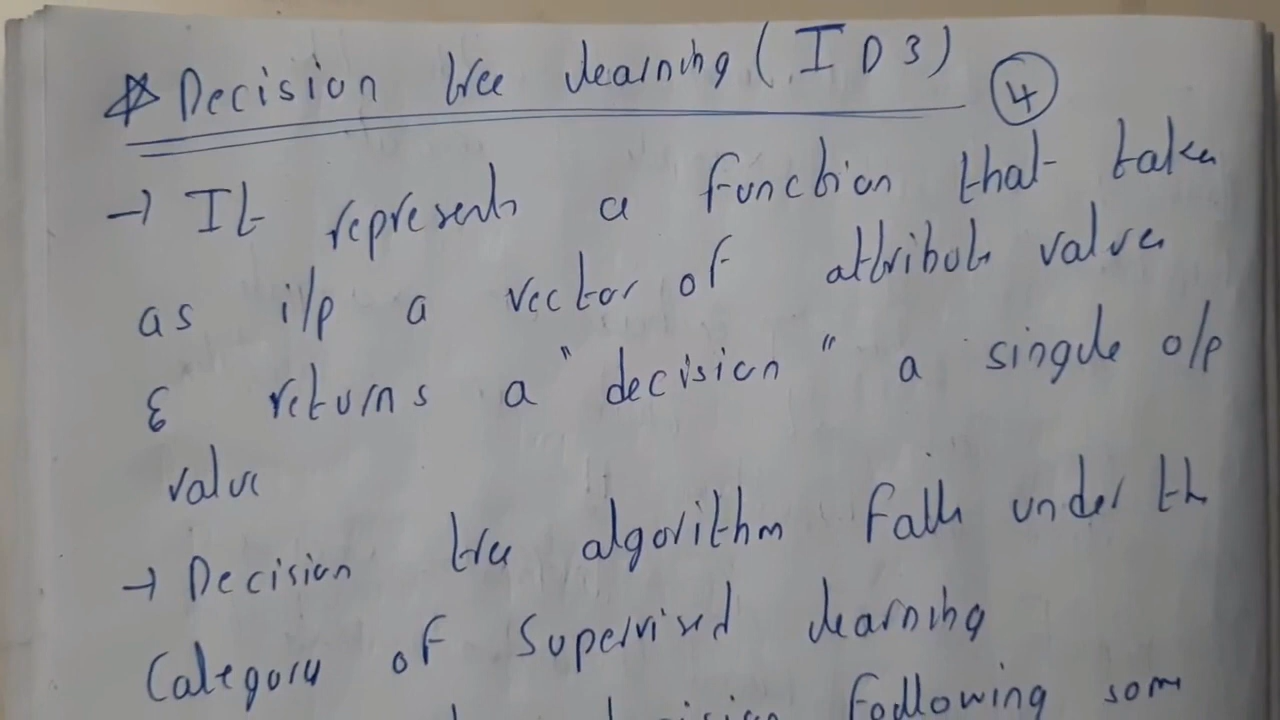 ☆ Decision tree learning (ID3) ④
→ It represents a function that takes
as i/p a vector of attribute values
& returns a "decision" a single o/p
value
→ Decision tree algorithm falls under the
Category of Supervised learning
decision following some